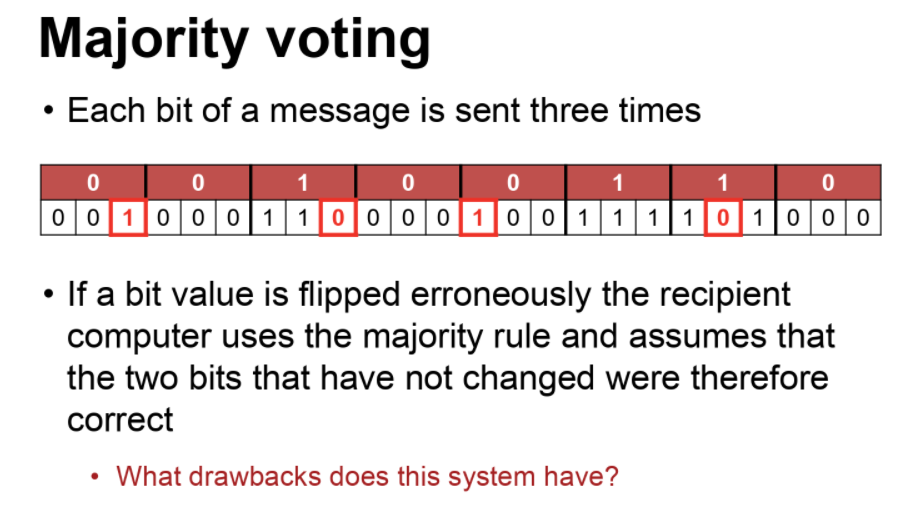 Majority voting
• Each bit of a message is sent three times
0 0 1 0 0 1 1 0
0 0 1 0 0 0 1 1 0 0 0 0 1 0 0 1 1 1 1 0 1 0 0 0
• If a bit value is flipped erroneously the recipient
computer uses the majority rule and assumes that
the two bits that have not changed were therefore
correct
• What drawbacks does this system have?